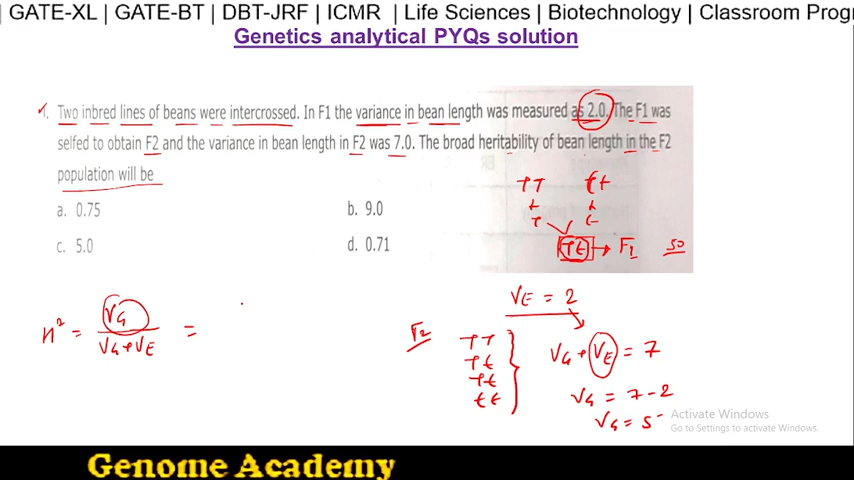 | GATE-XL | GATE-BT | DBT-JRF | ICMR | Life Sciences | Biotechnology | Classroom Progr
Genetics analytical PYQs solution
1. Two inbred lines of beans were intercrossed. In F1 the variance in bean length was measured as 2.0. The F1 was
selfed to obtain F2 and the variance in bean length in F2 was 7.0. The broad heritability of bean length in the F2
population will be
a. 0.75
b. 9.0
c. 5.0
d. 0.71
TT tt
T t
Tt → F1 50
VE = 2
H² = VG / VG+VE =
F2
TT
Tt
Tt
tt
VG + VE = 7
VG = 7-2
VG = 5
Activate Windows
Go to Settings to activate Windows.
Genome Academy